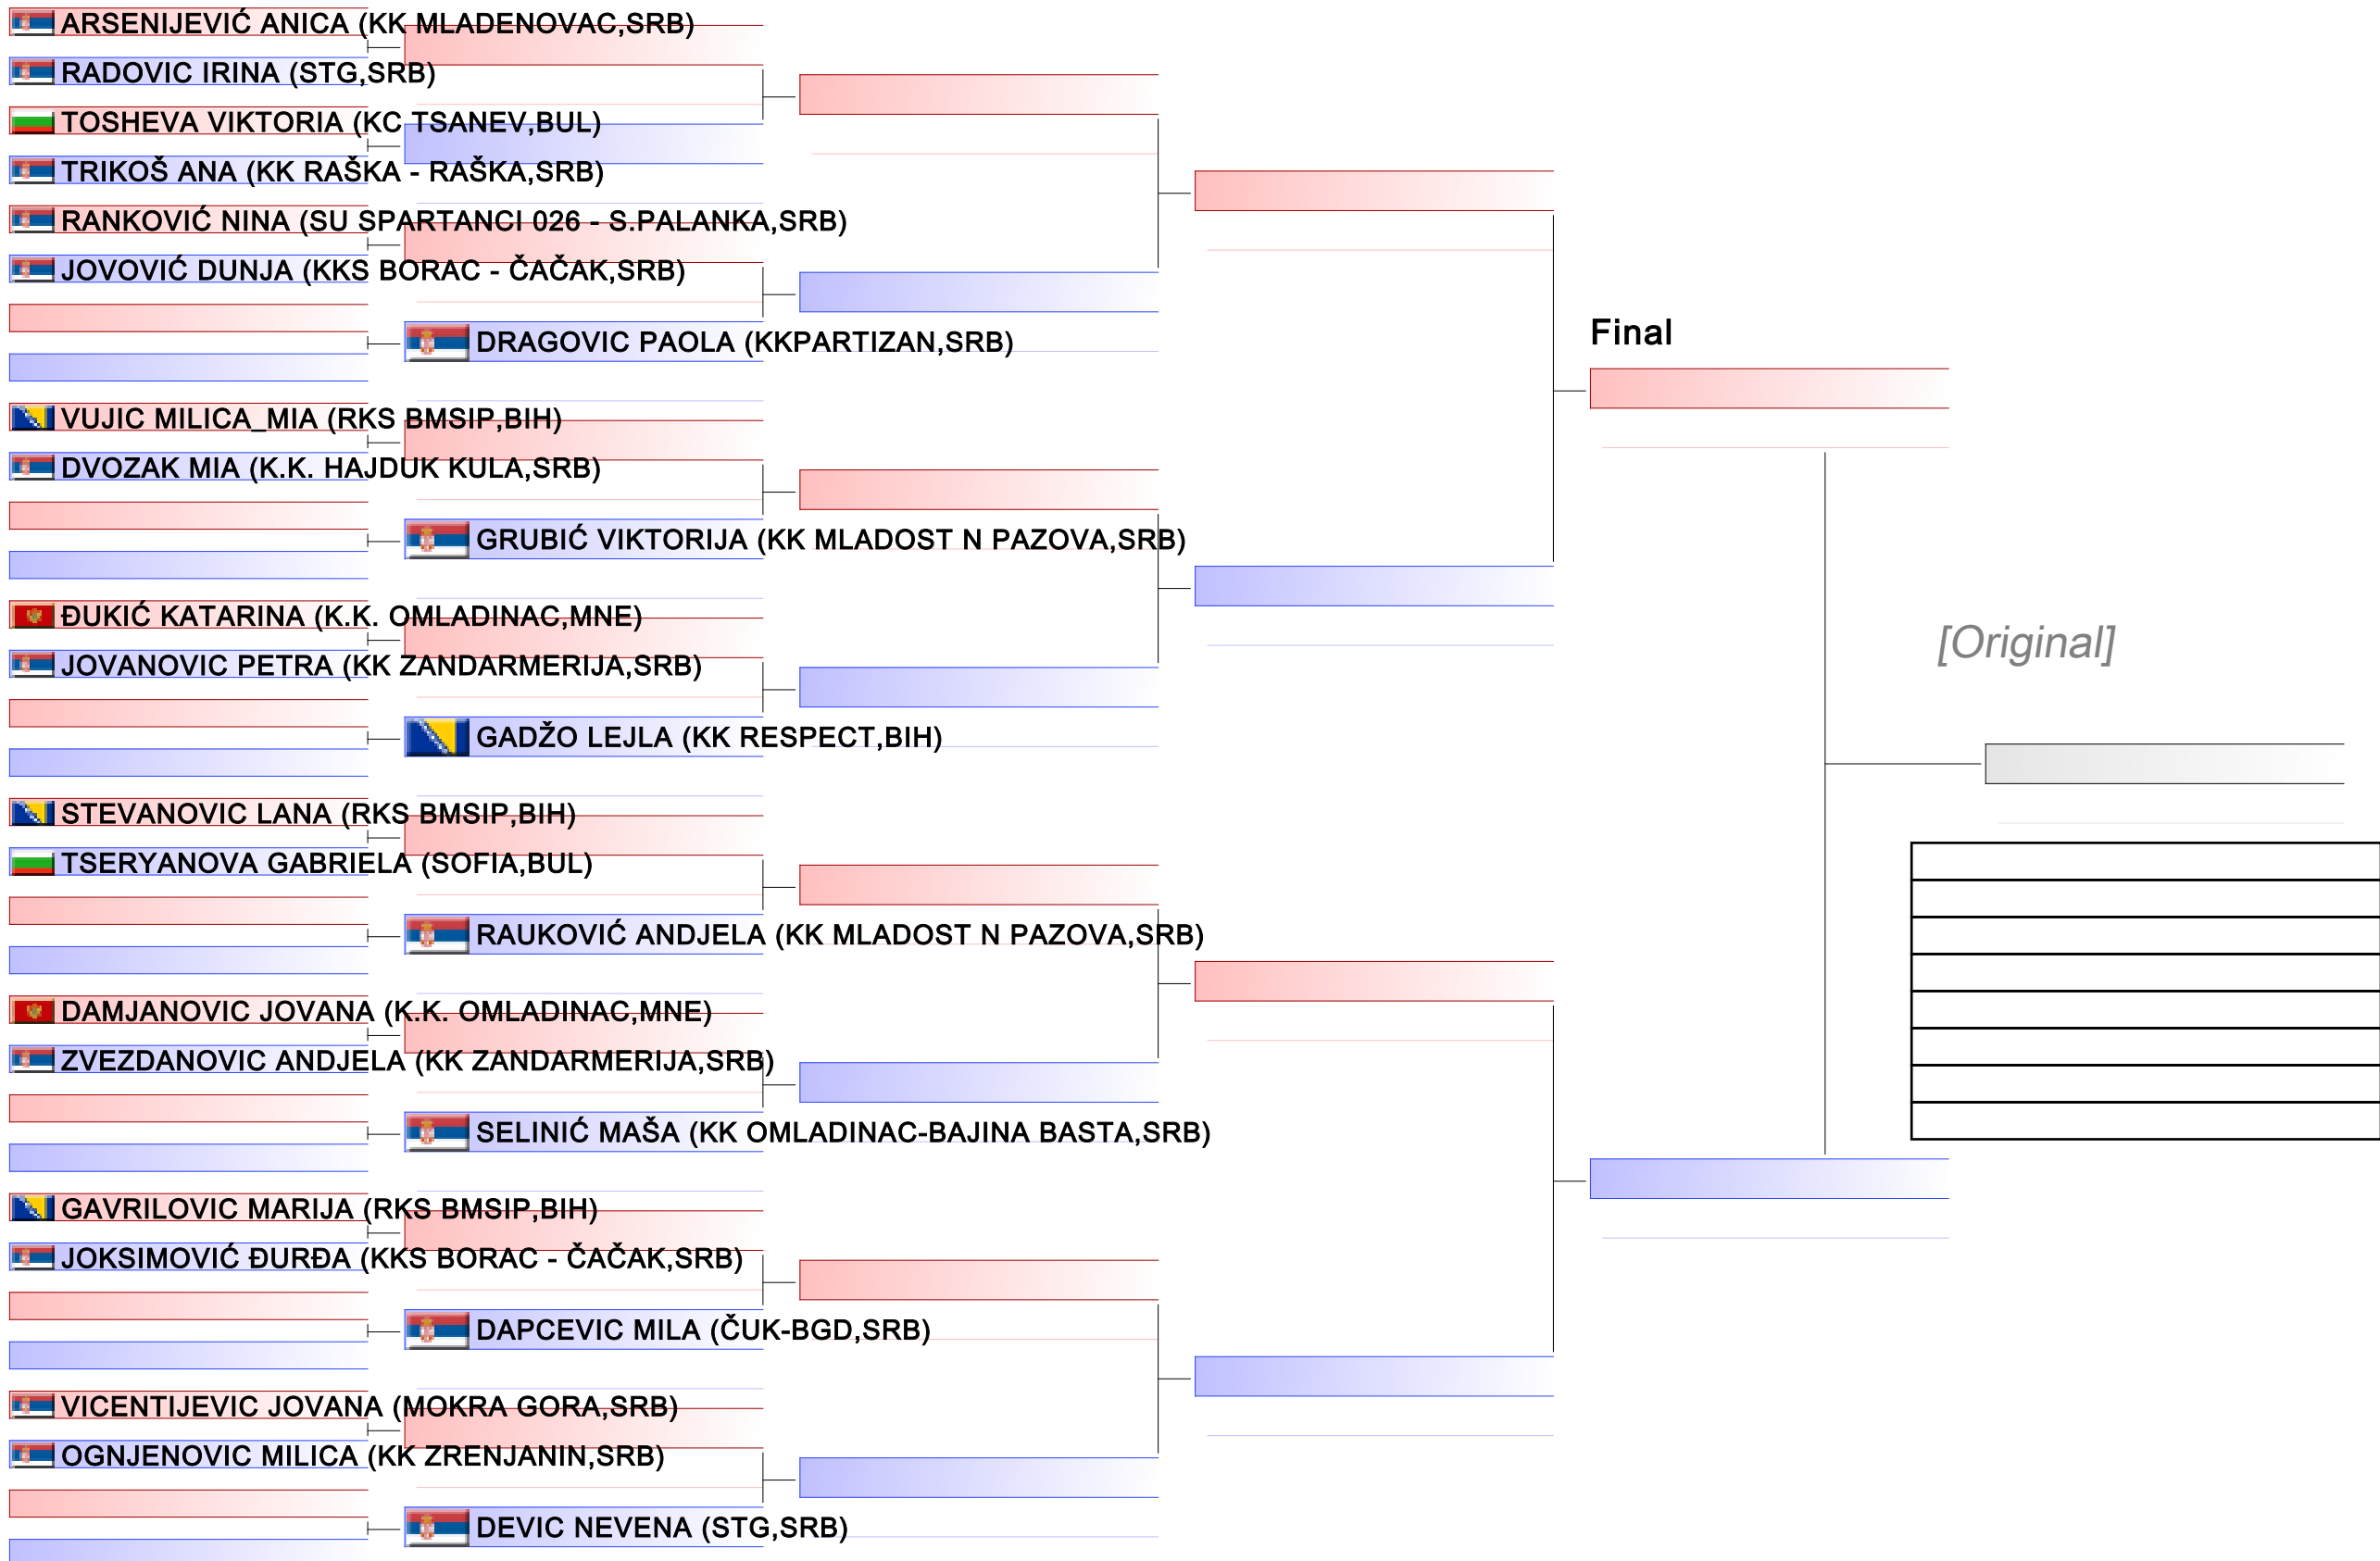 ARSENIJEVIĆ ANICA (KK MLADENOVAC,SRB)
RADOVIC IRINA (STG,SRB)
TOSHEVA VIKTORIA (KC TSANEV,BUL)
TRIKOŠ ANA (KK RAŠKA - RAŠKA,SRB)
RANKOVIĆ NINA (SU SPARTANCI 026 - S.PALANKA,SRB)
JOVOVIĆ DUNJA (KKS BORAC - ČAČAK,SRB)
DRAGOVIC PAOLA (KKPARTIZAN,SRB)
VUJIC MILICA_MIA (RKS BMSIP,BIH)
DVOZAK MIA (K.K. HAJDUK KULA,SRB)
GRUBIĆ VIKTORIJA (KK MLADOST N PAZOVA,SRB)
ĐUKIĆ KATARINA (K.K. OMLADINAC,MNE)
JOVANOVIC PETRA (KK ZANDARMERIJA,SRB)
GADŽO LEJLA (KK RESPECT,BIH)
STEVANOVIC LANA (RKS BMSIP,BIH)
TSERYANOVA GABRIELA (SOFIA,BUL)
RAUKOVIĆ ANDJELA (KK MLADOST N PAZOVA,SRB)
DAMJANOVIC JOVANA (K.K. OMLADINAC,MNE)
ZVEZDANOVIC ANDJELA (KK ZANDARMERIJA,SRB)
SELINIĆ MAŠA (KK OMLADINAC-BAJINA BASTA,SRB)
GAVRILOVIC MARIJA (RKS BMSIP,BIH)
JOKSIMOVIĆ ĐURĐA (KKS BORAC - ČAČAK,SRB)
DAPCEVIC MILA (ČUK-BGD,SRB)
VICENTIJEVIC JOVANA (MOKRA GORA,SRB)
OGNJENOVIC MILICA (KK ZRENJANIN,SRB)
DEVIC NEVENA (STG,SRB)
Final
[Original]